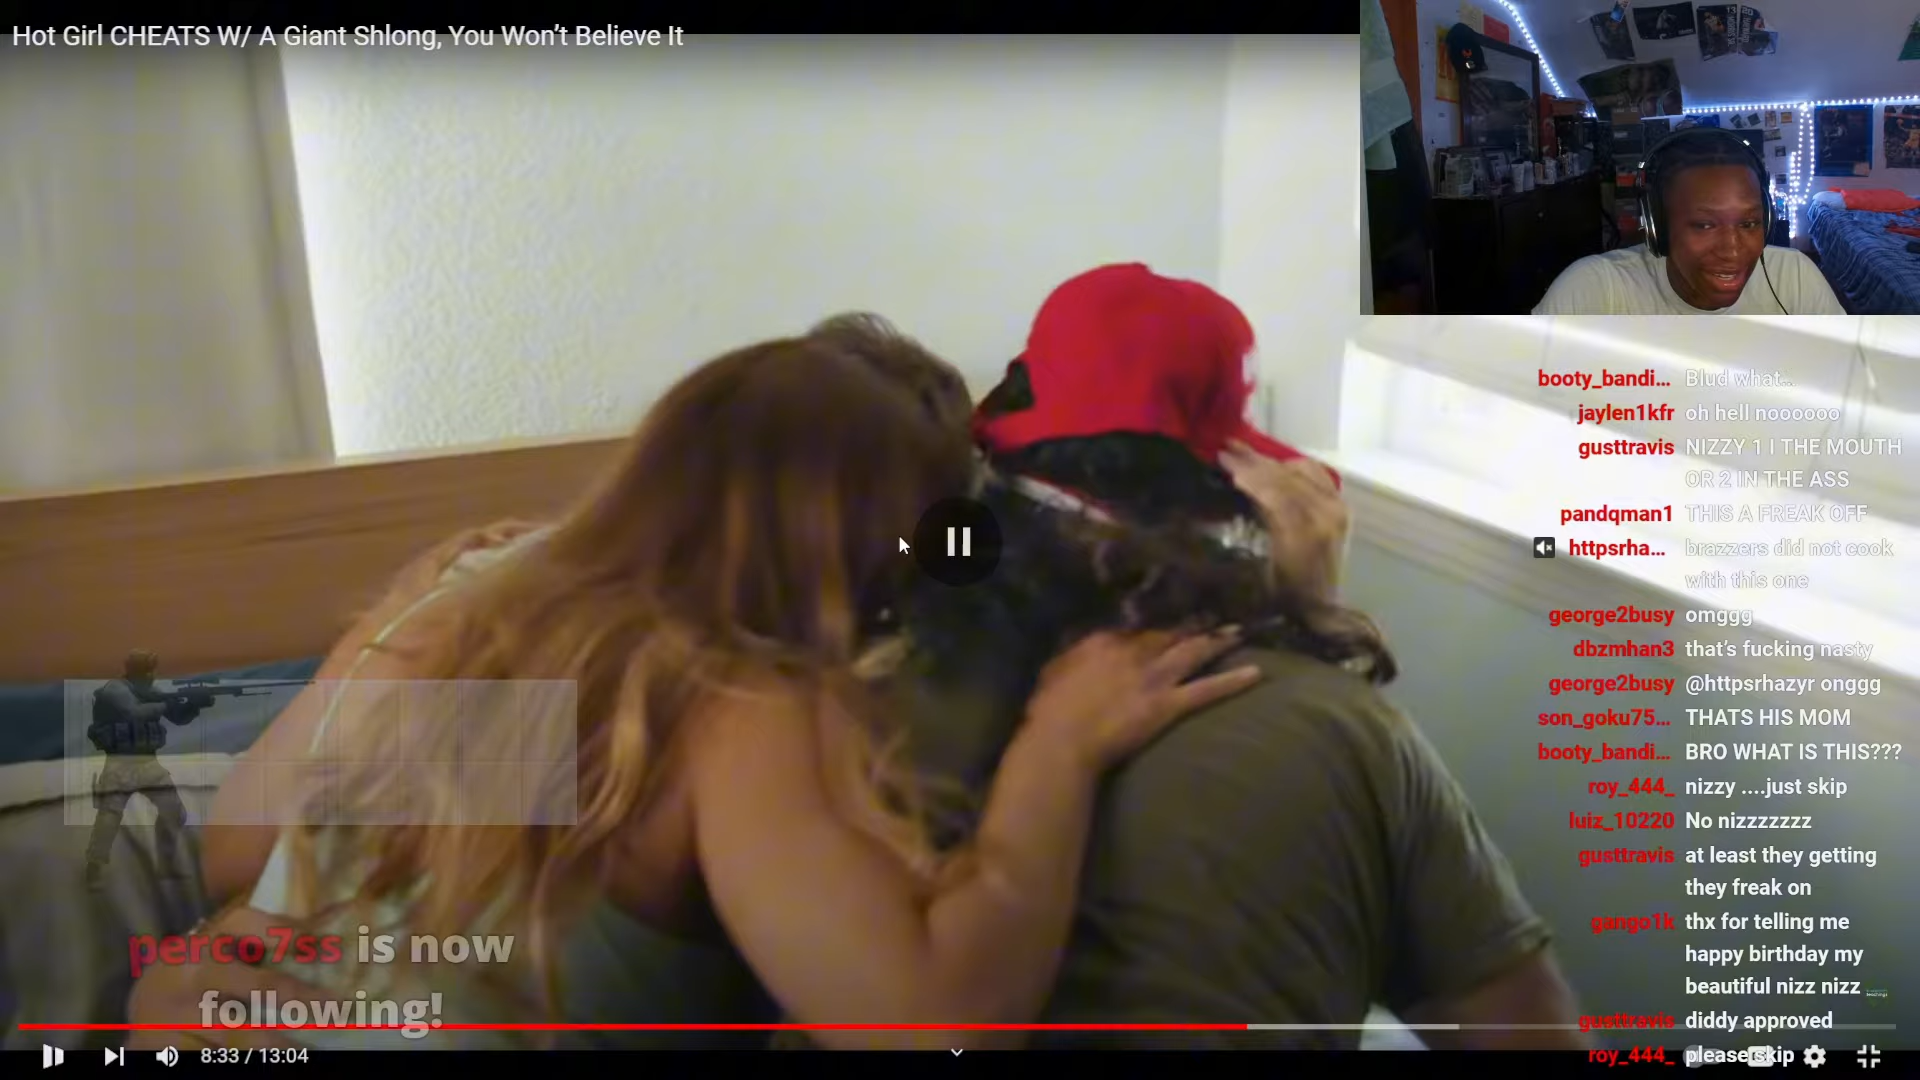 Hot Girl CHEATS W/ A Giant Shlong, You Won't Believe It
booty_bandi... Blud what...
jaylen1kfr oh hell noooooo
gusttravis NIZZY 1 I THE MOUTH
OR 2 IN THE ASS
pandqman1 THIS A FREAK OFF
httpsrha... brazzers did not cook
with this one
george2busy omggg
dbzmhan3 that's fucking nasty
george2busy @httpsrhazyr onggg
son_goku75... THATS HIS MOM
booty_bandi... BRO WHAT IS THIS???
roy_444_ nizzy ....just skip
luiz_10220 No nizzzzzzz
gusttravis at least they getting
they freak on
gango1k thx for telling me
happy birthday my
beautiful nizz nizz
gusttravis diddy approved
roy_444_ please skip
perco7ss is now
following!
8:33 / 13:04